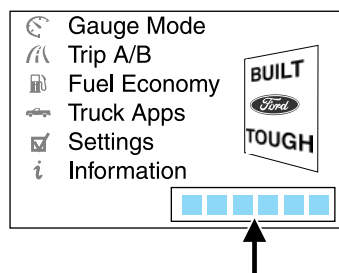 Gauge Mode
Trip A/B
Fuel Economy
Truck Apps
Settings
i Information
BUILT
Ford
TOUGH